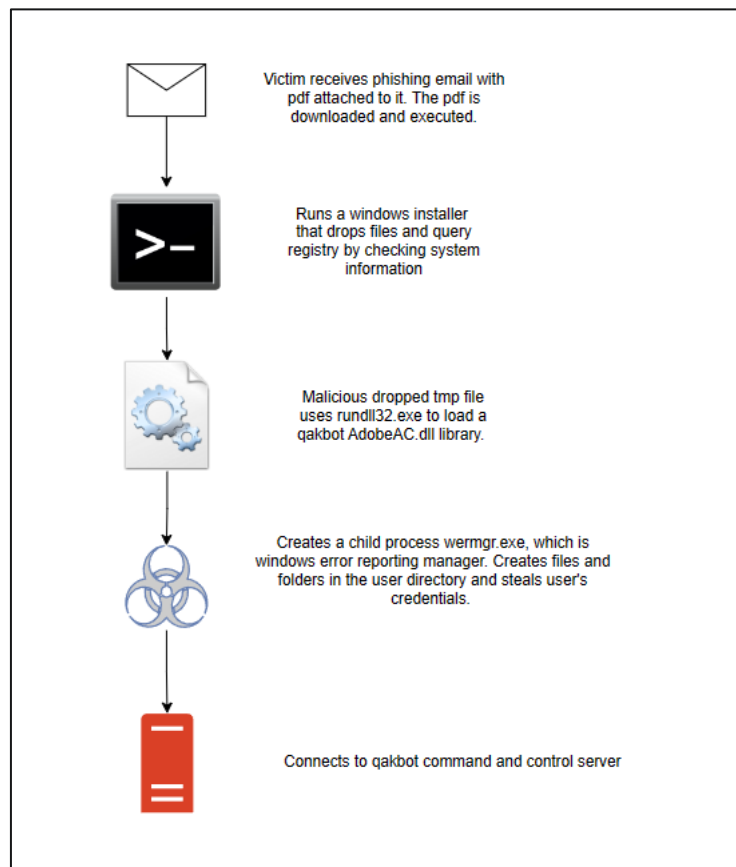 Victim receives phishing email with
pdf attached to it. The pdf is
downloaded and executed.
>_
Runs a windows installer
that drops files and query
registry by checking system
information
Malicious dropped tmp file
uses rundll32.exe to load a
qakbot AdobeAC.dll library.
Creates a child process wermgr.exe, which is
windows error reporting manager. Creates files and
folders in the user directory and steals user's
credentials.
Connects to qakbot command and control server